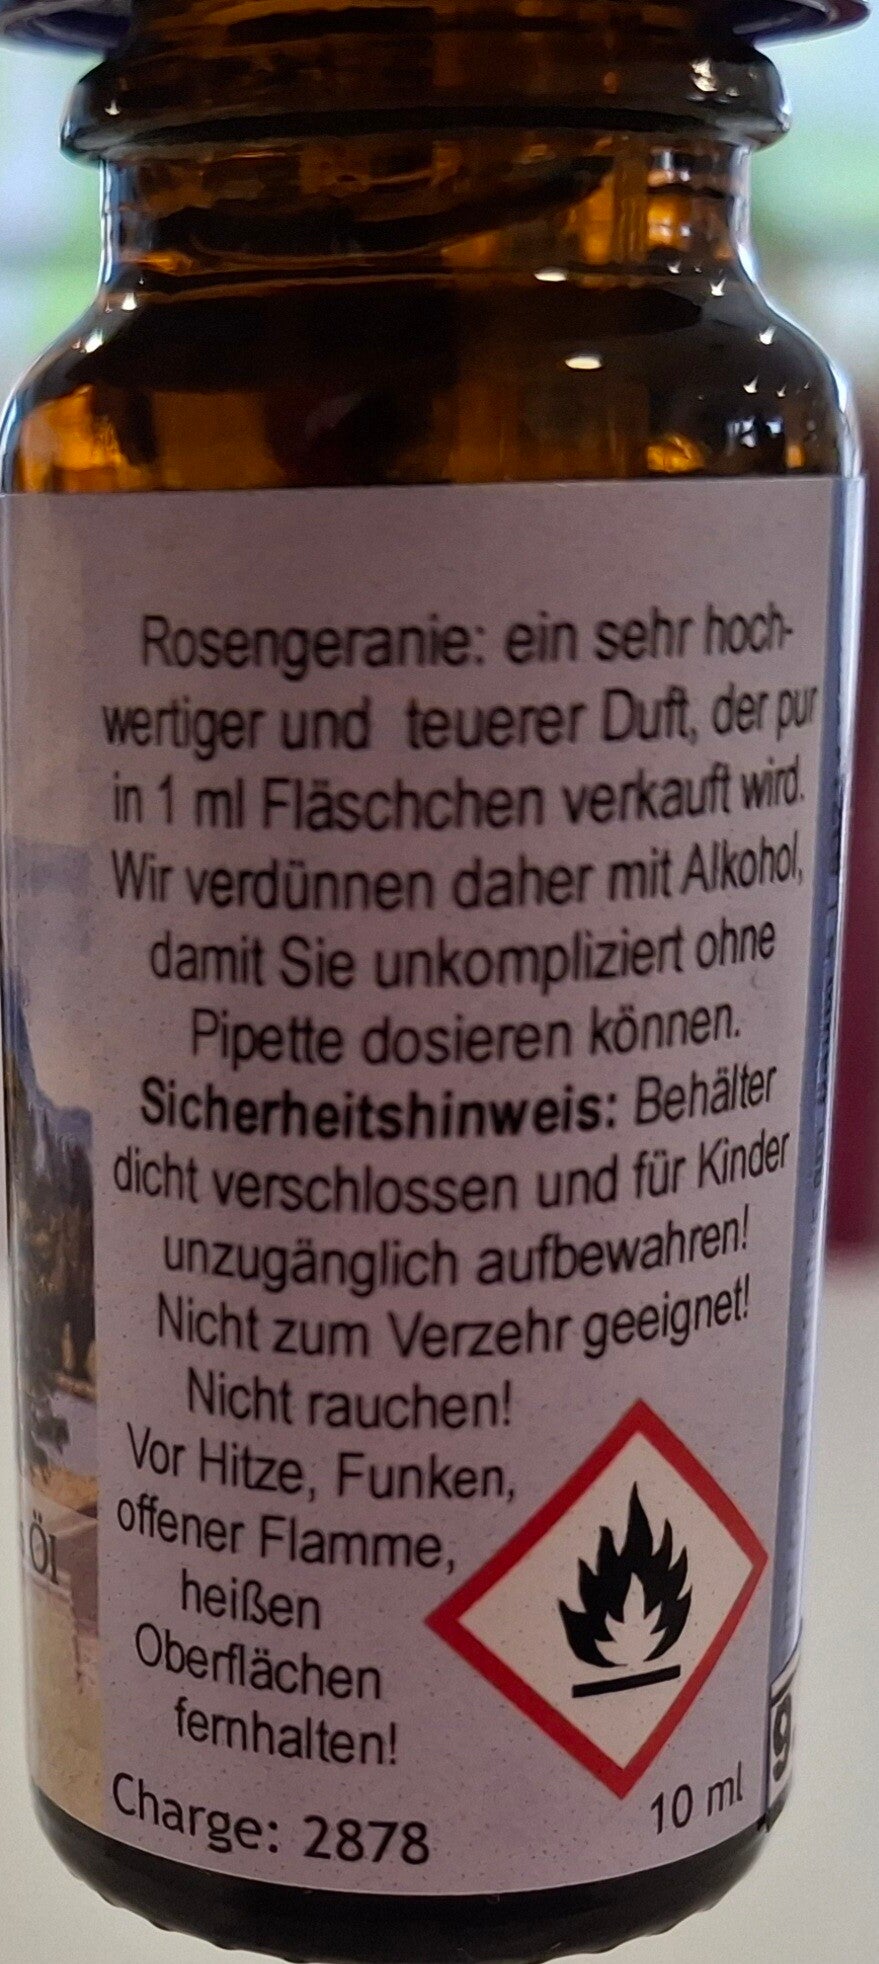 Rosengeranie: ein sehr hoch-
wertiger und teuerer Duft, der pur
in 1 ml Fläschchen verkauft wird.
Wir verdünnen daher mit Alkohol,
damit Sie unkompliziert ohne
Pipette dosieren können.
Sicherheitshinweis: Behälter
dicht verschlossen und für Kinder
unzugänglich aufbewahren!
Nicht zum Verzehr geeignet!
Nicht rauchen!
Vor Hitze, Funken,
offener Flamme,
heißen
Oberflächen
fernhalten!
Charge: 2878
10 ml
Öl